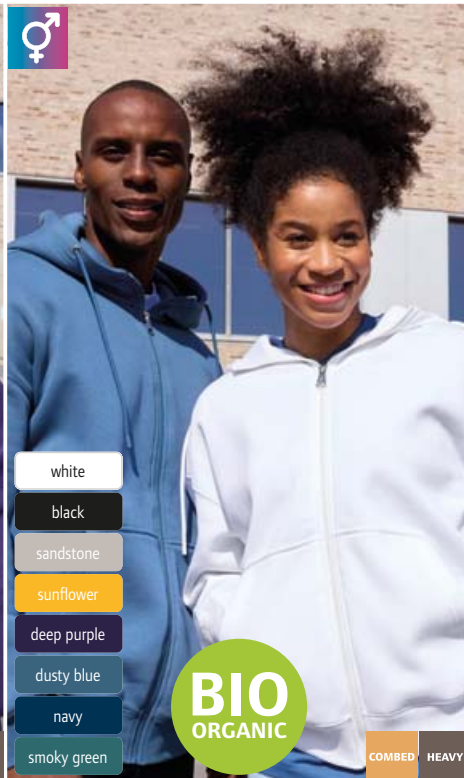 white
black
sandstone
sunflower
deep purple
dusty blue
navy
smoky green
BIO
ORGANIC
COMBED
HEAVY